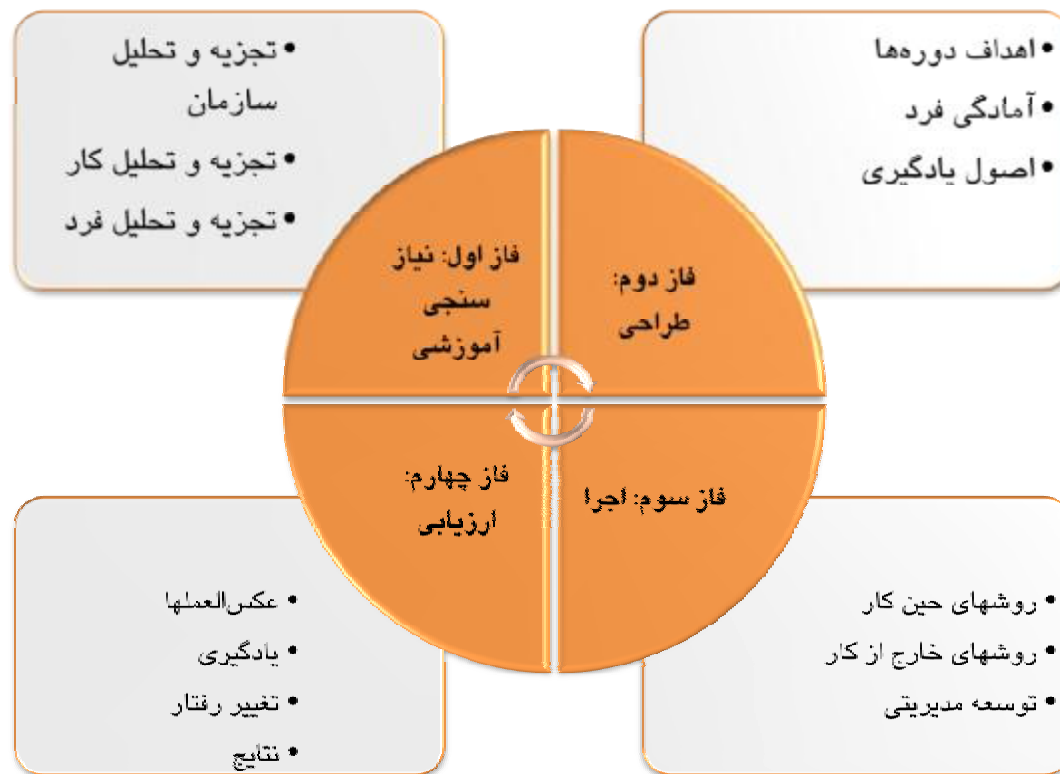 • تجزیه و تحلیل
سازمان
• تجزیه و تحلیل کار
• تجزیه و تحلیل فرد
فاز اول: نیاز
سنجی
آموزشی
• اهداف دوره‌ها
• آمادگی فرد
• اصول یادگیری
فاز دوم:
طراحی
فاز سوم: اجرا
• روشهای حین کار
• روشهای خارج از کار
• توسعه مدیریتی
فاز چهارم:
ارزیابی
• عکس‌العملها
• یادگیری
• تغییر رفتار
• نتایج